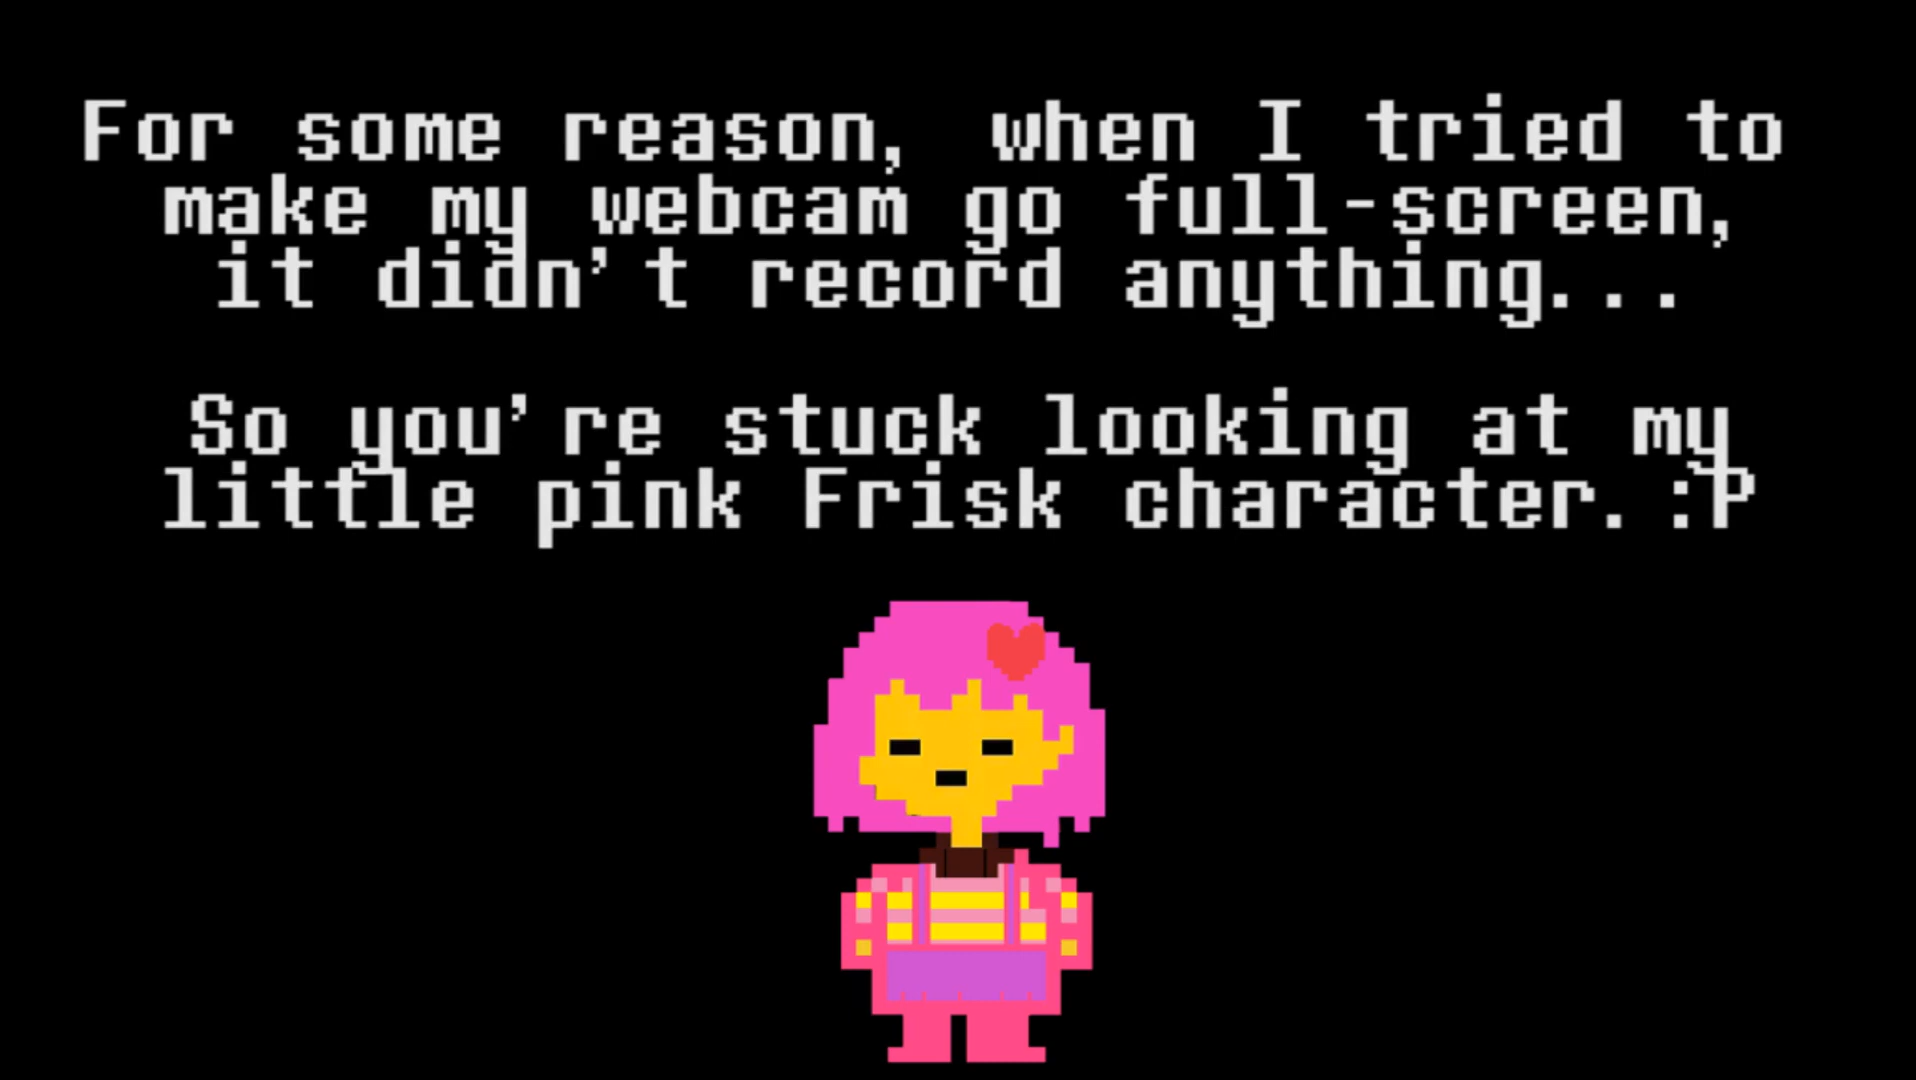 For some reason, when I tried to
make my webcam go full-screen,
it didn't record anything...
So you're stuck looking at my
little pink Frisk character. :P